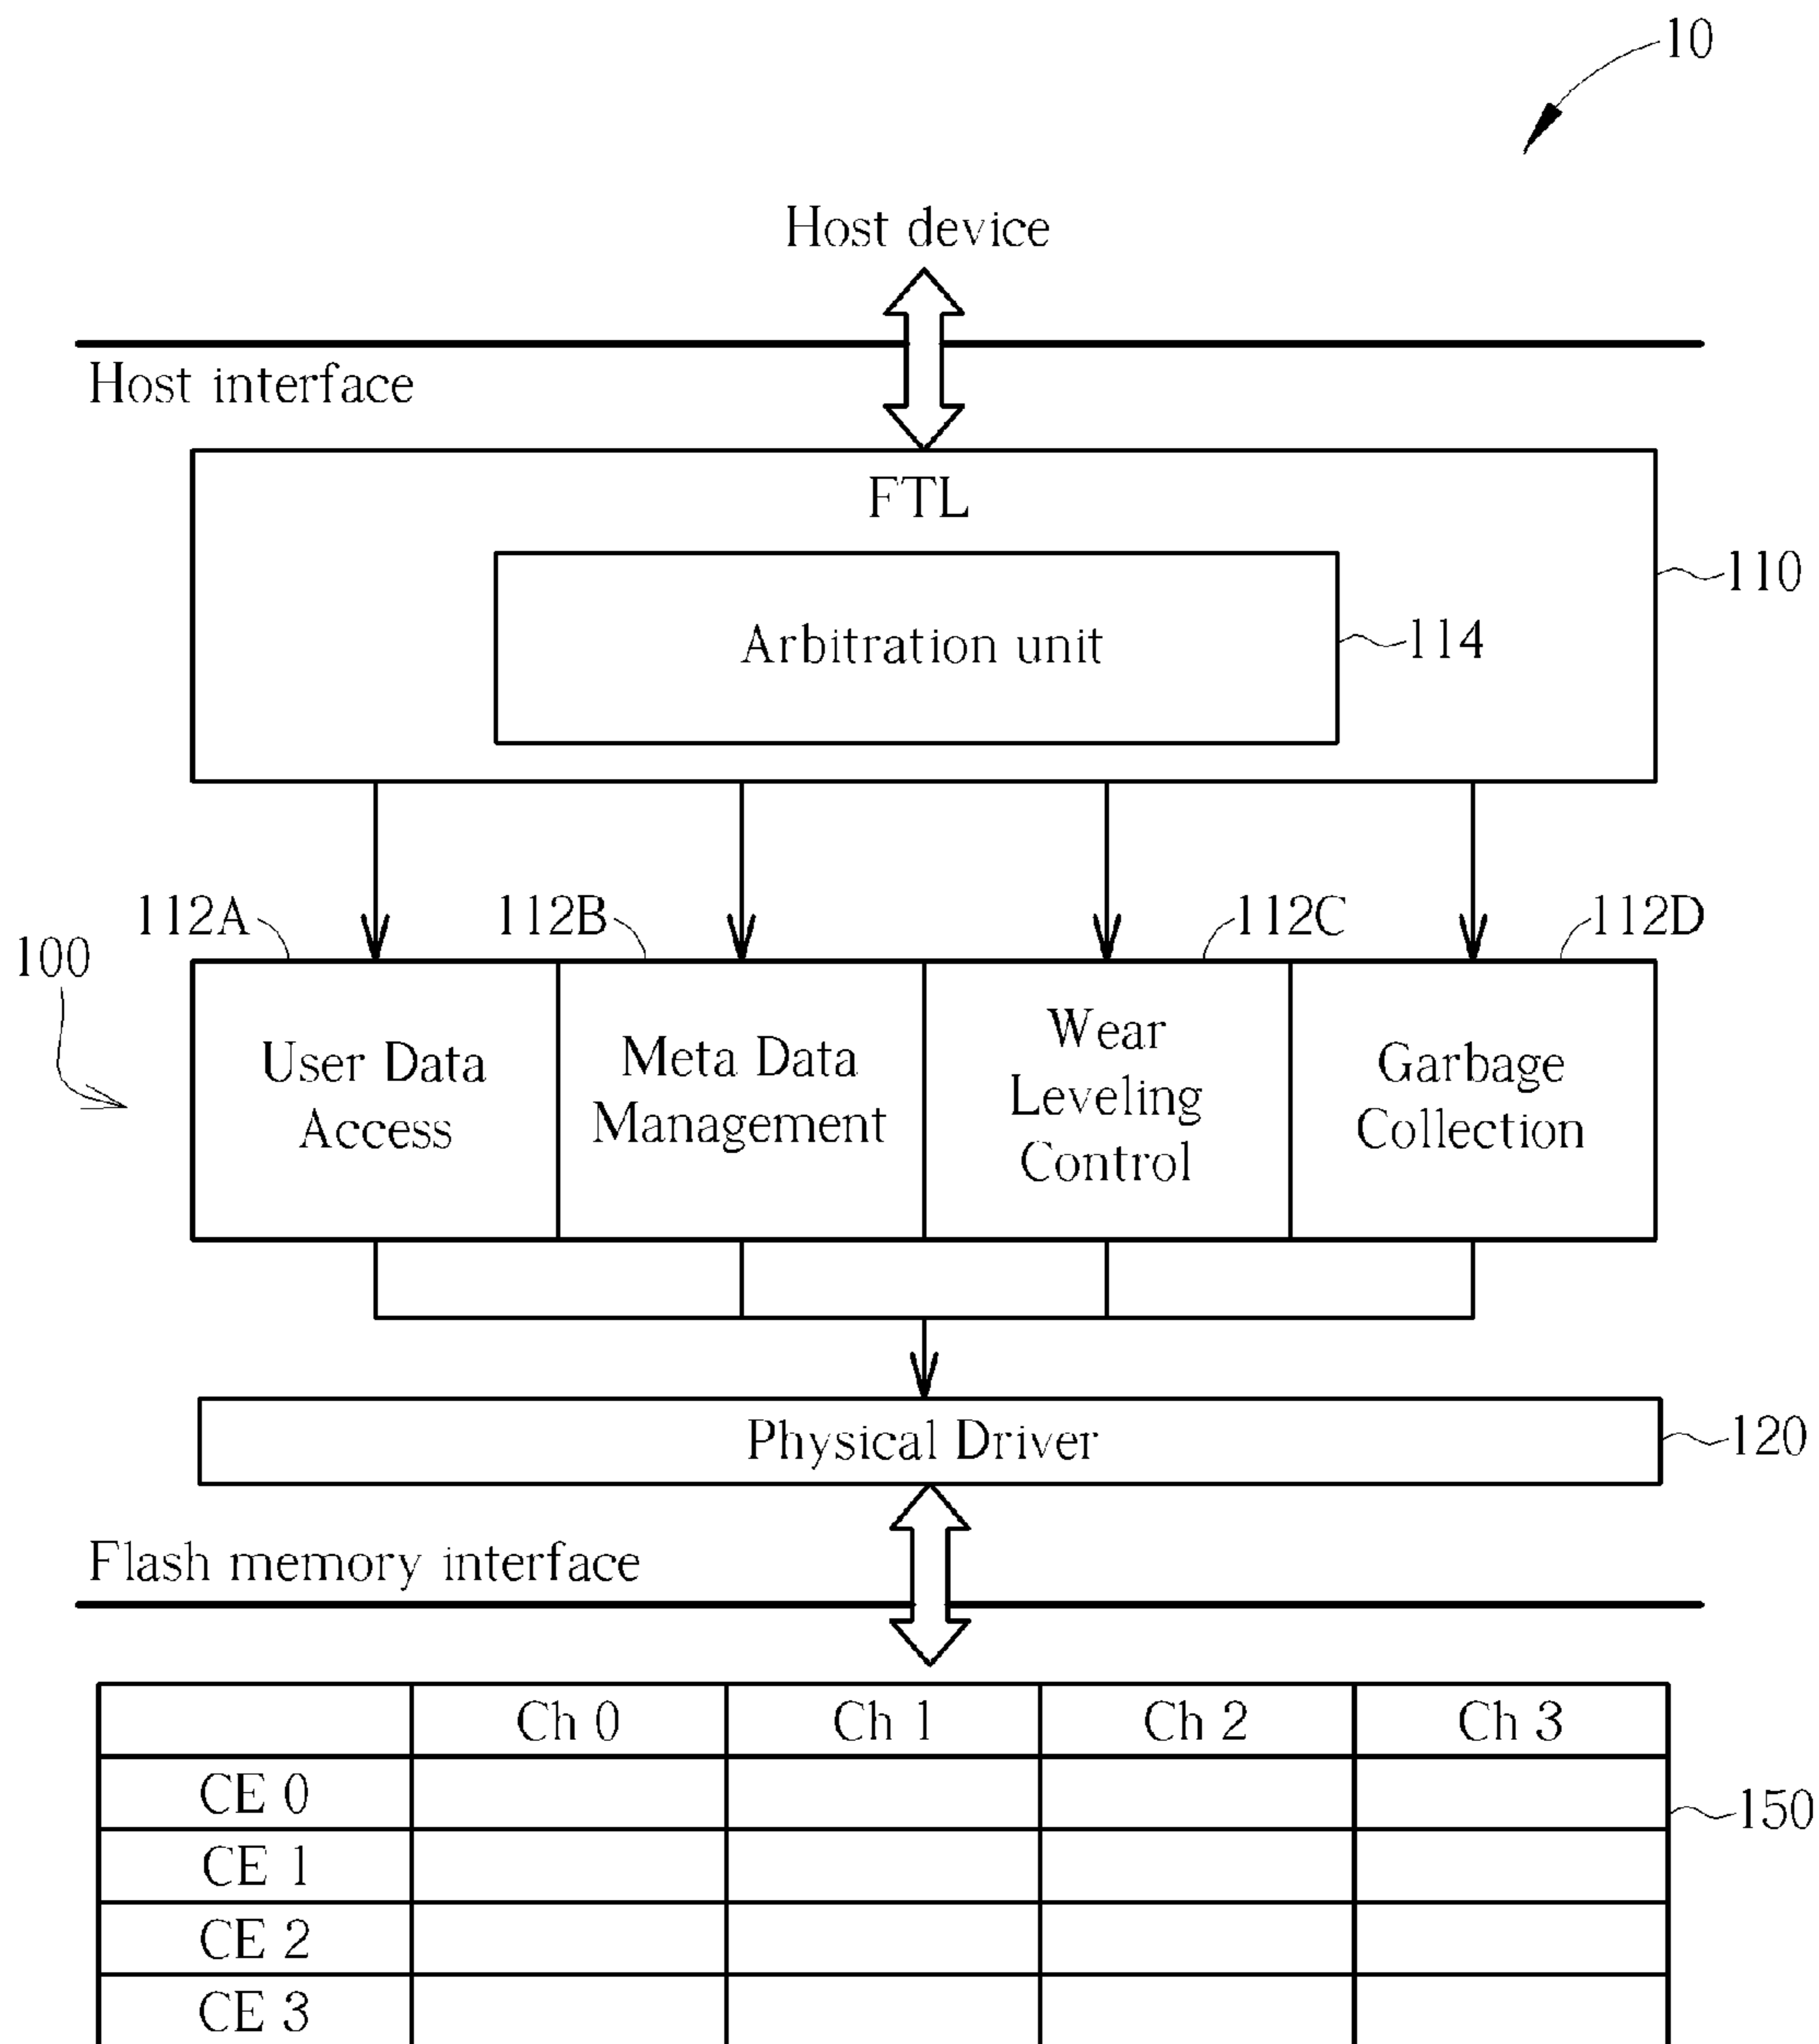 10
Host device
Host interface
FTL
110
Arbitration unit
114
112A
112B
112C
112D
100
User Data
Access
Meta Data
Management
Wear
Leveling
Control
Garbage
Collection
Physical Driver
120
Flash memory interface
Ch 0
Ch 1
Ch 2
Ch 3
CE 0
150
CE 1
CE 2
CE 3